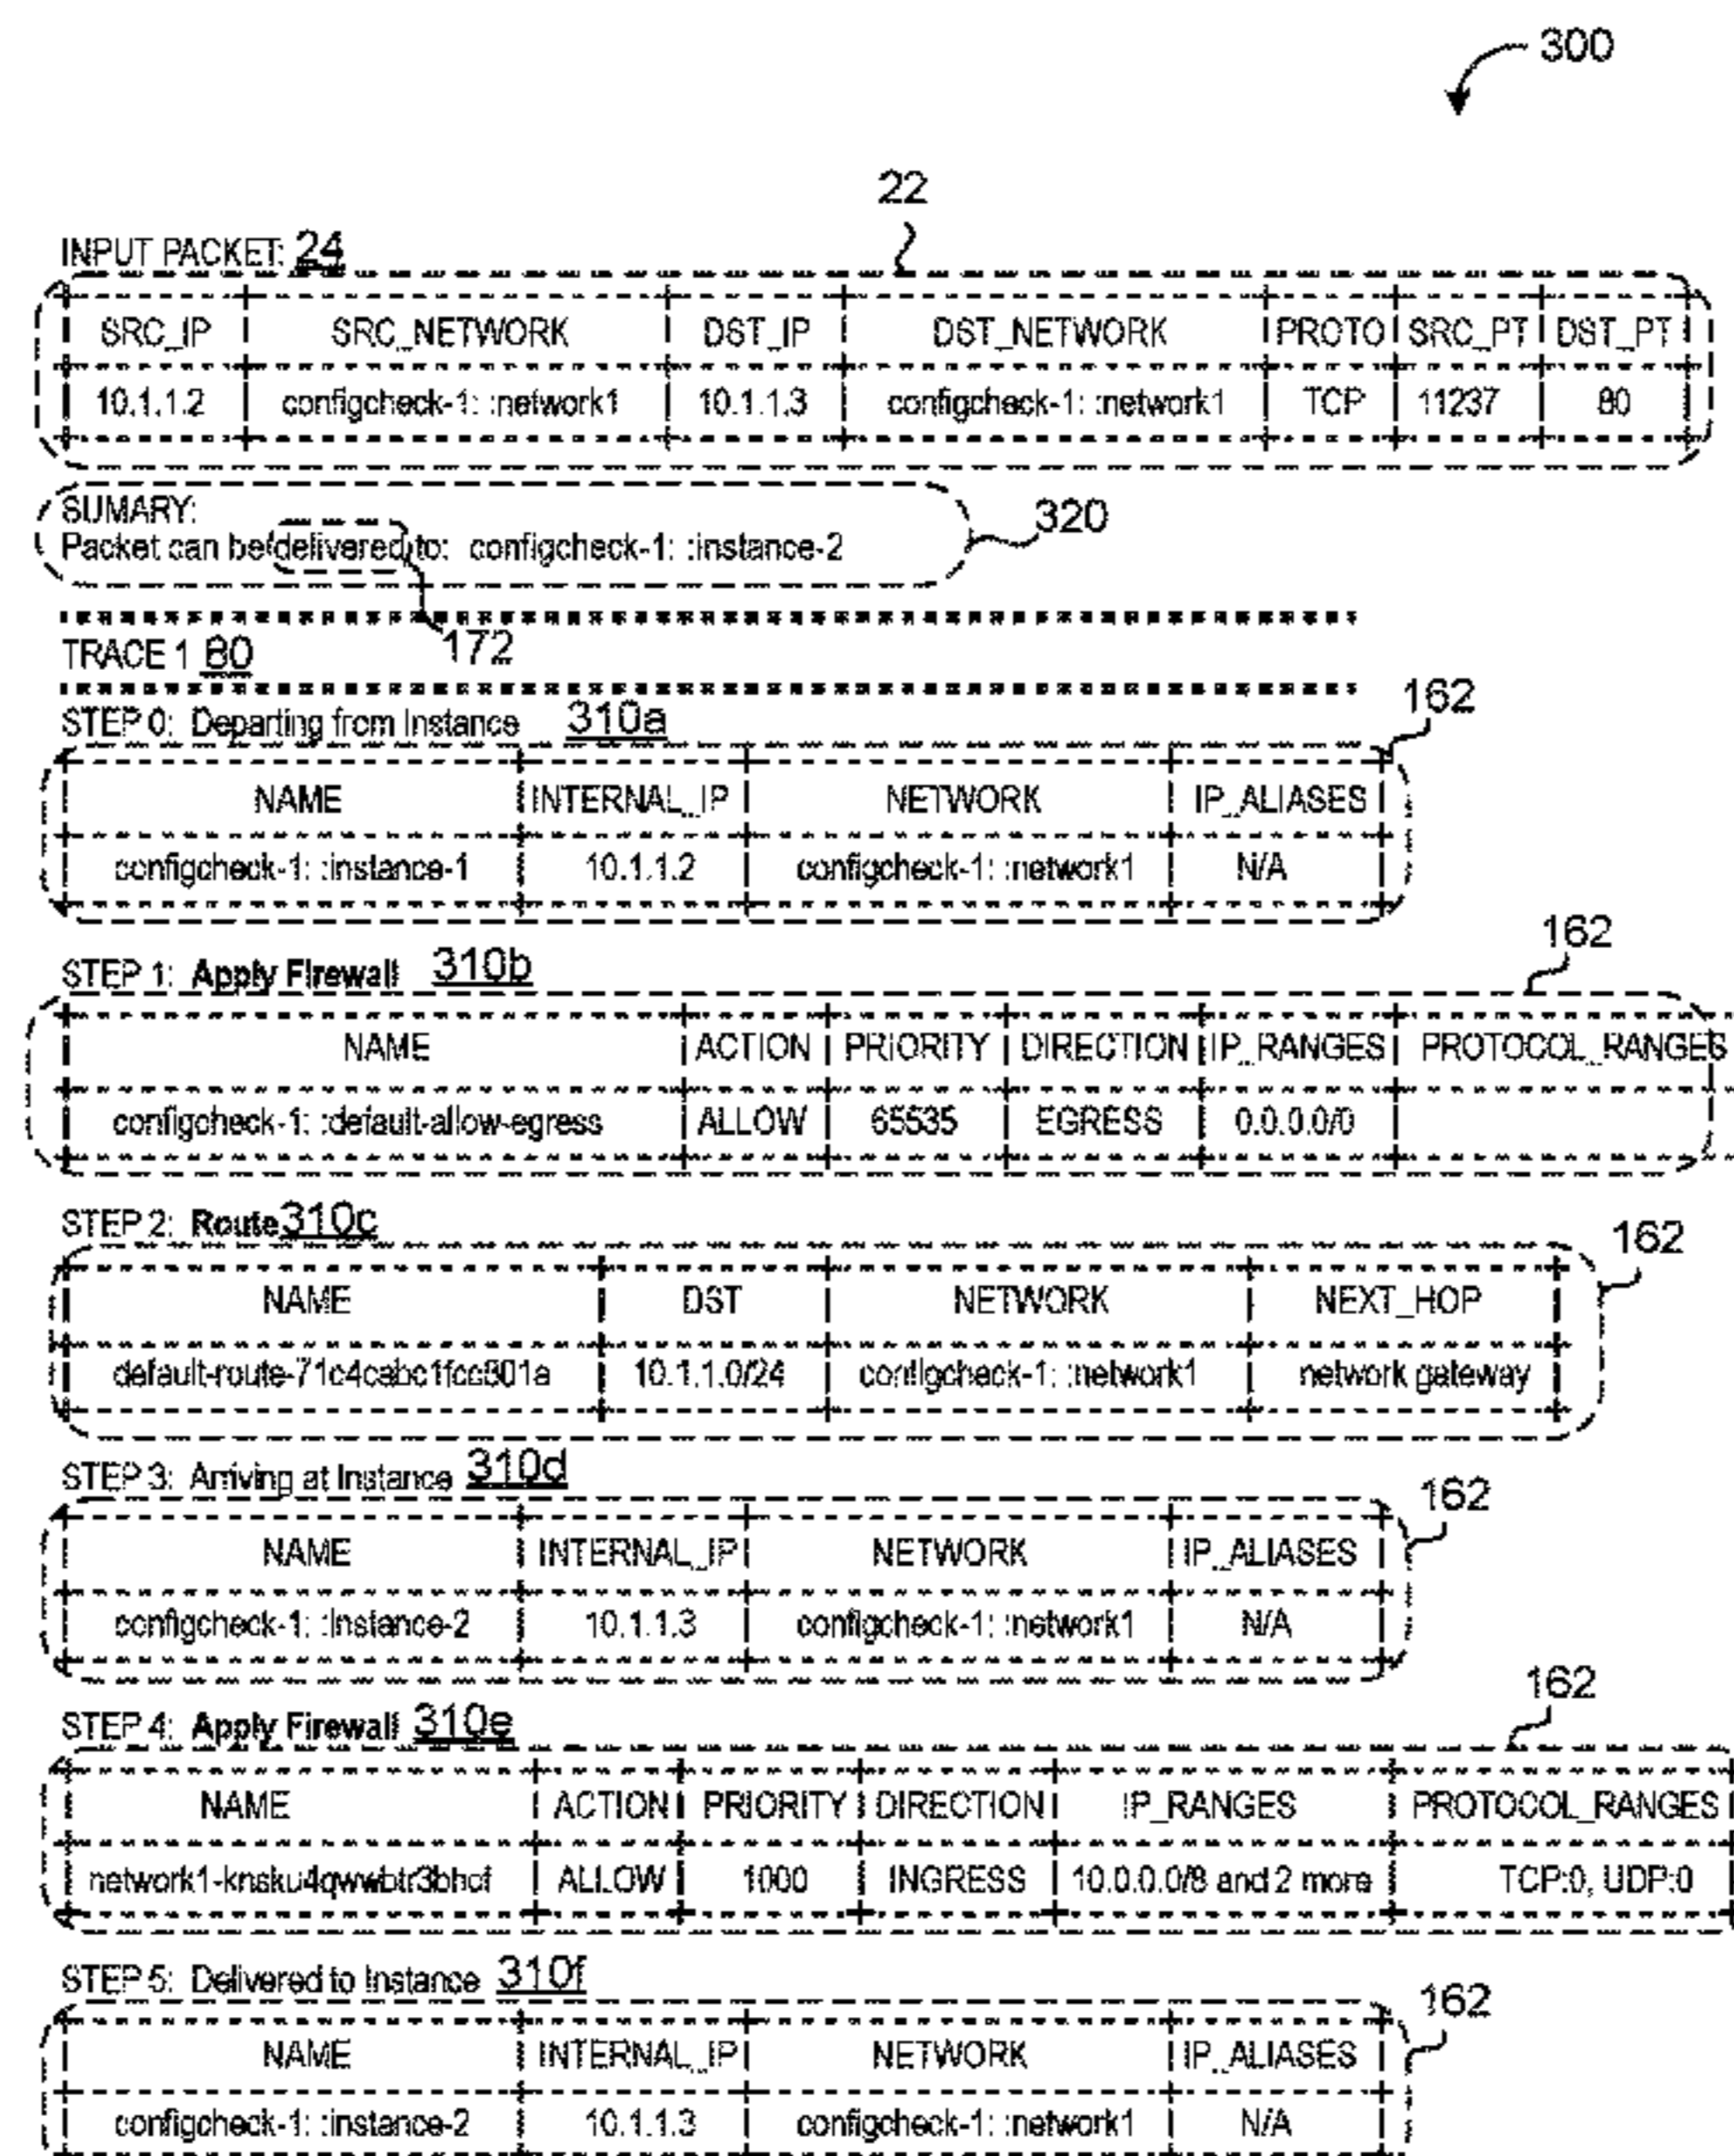 300
22
INPUT PACKET: 24
SRC_IP SRC_NETWORK DST_IP DST_NETWORK PROTO SRC_PT DST_PT
10.1.1.2 configcheck-1: :network1 10.1.1.3 configcheck-1: :network1 TCP 11237 80
SUMARY:
Packet can be delivered to: configcheck-1: :instance-2
320
172
TRACE 1 80
162
STEP 0: Departing from Instance 310a
NAME INTERNAL_IP NETWORK IP_ALIASES
configcheck-1: :instance-1 10.1.1.2 configcheck-1: :network1 N/A
162
STEP 1: Apply Firewall 310b
NAME ACTION PRIORITY DIRECTION IP_RANGES PROTOCOL_RANGES
configcheck-1: :default-allow-egress ALLOW 65535 EGRESS 0.0.0.0/0
STEP 2: Route 310c
162
NAME DST NETWORK NEXT_HOP
10.1.1.0/24 configcheck-1: :network1 network gateway
STEP 3: Arriving at Instance 310d
162
NAME INTERNAL_IP NETWORK IP_ALIASES
configcheck-1: :instance-2 10.1.1.3 configcheck-1: :network1 N/A
162
STEP 4: Apply Firewall 310e
NAME ACTION PRIORITY DIRECTION IP_RANGES PROTOCOL_RANGES
ALLOW 1000 INGRESS 10.0.0.0/8 and 2 more TCP:0, UDP:0
STEP 5: Delivered to Instance 310f
162
NAME INTERNAL_IP NETWORK IP_ALIASES
configcheck-1: :instance-2 10.1.1.3 configcheck-1: :network1 N/A